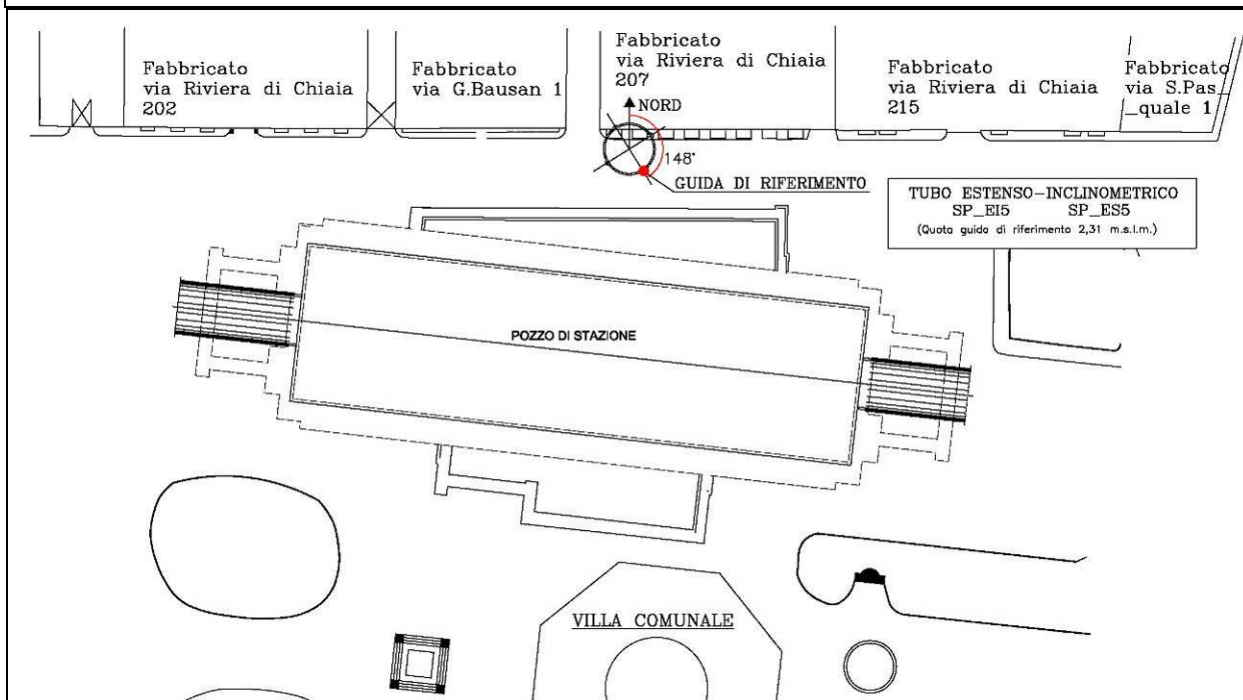 Fabbricato
via Riviera di Chiaia
202
Fabbricato
via G.Bausan 1
Fabbricato
via Riviera di Chiaia
207
Fabbricato
via Riviera di Chiaia
215
Fabbricato
via S.Pas_
_quale 1
NORD
148°
GUIDA DI RIFERIMENTO
TUBO ESTENSO-INCLINOMETRICO
SP_EI5 SP_ES5
(Quota guida di riferimento 2,31 m.s.l.m.)
POZZO DI STAZIONE
VILLA COMUNALE